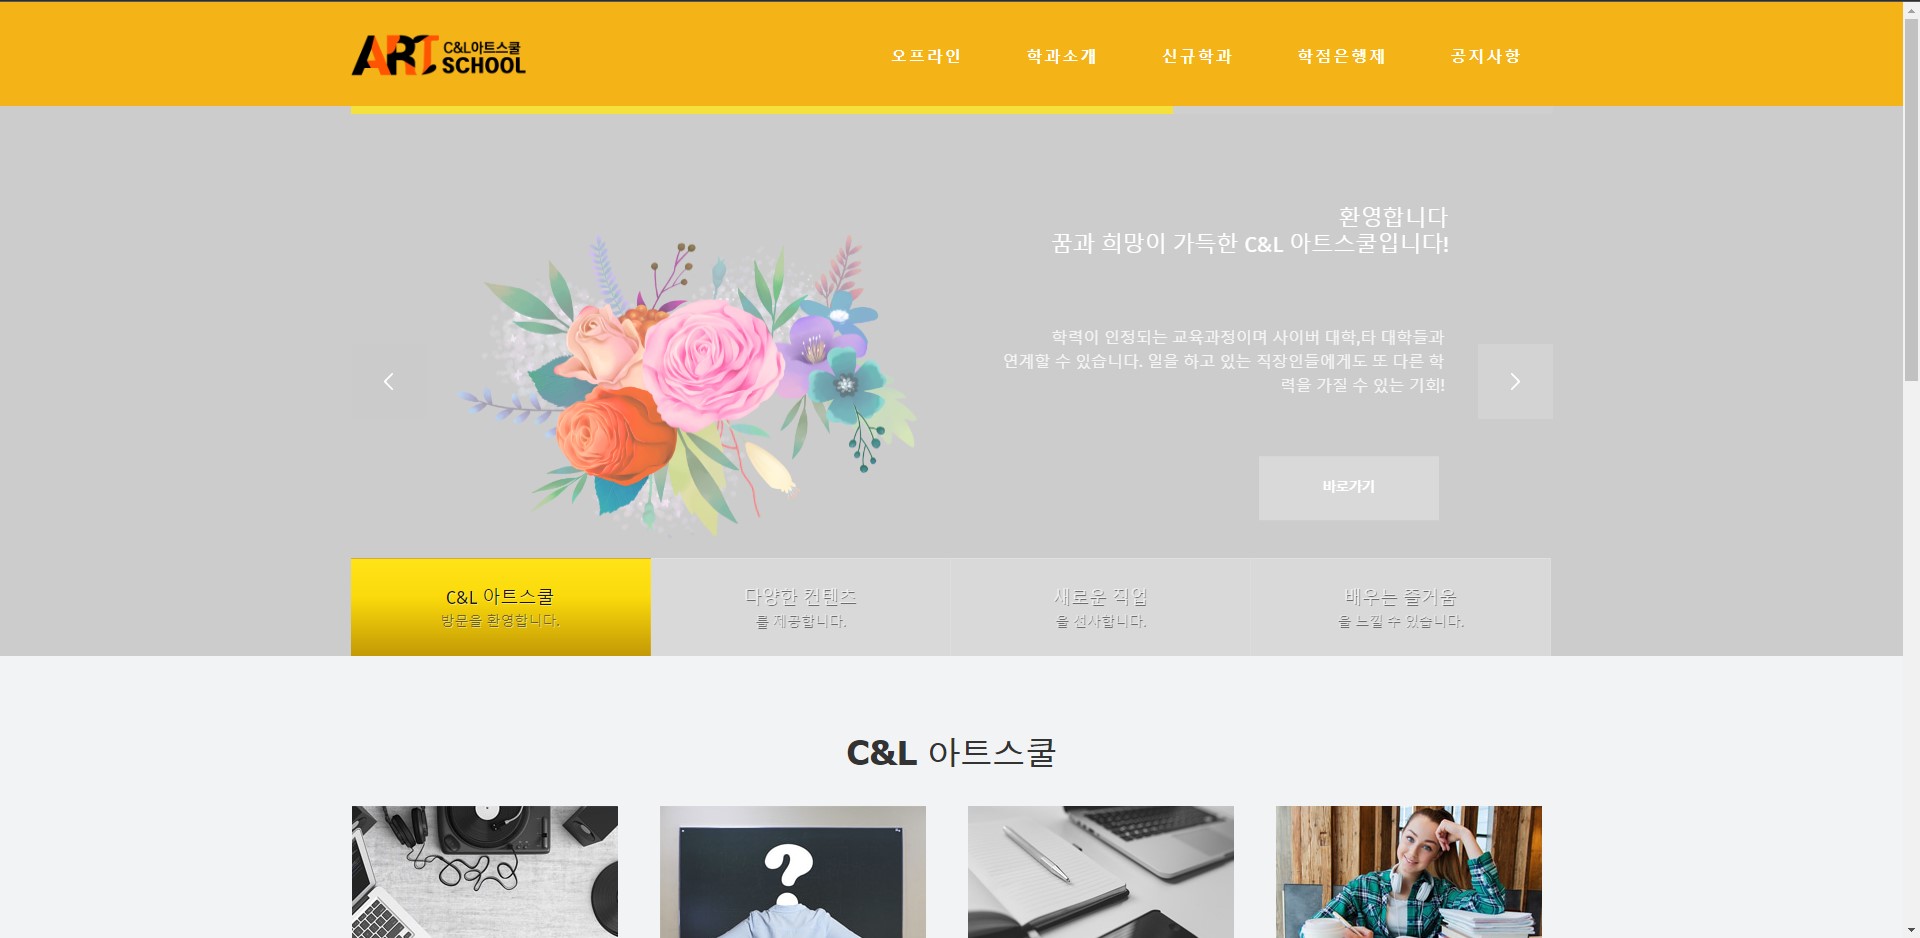 ART C&L아트스쿨
SCHOOL
오프라인 학과소개 신규학과 학점은행제 공지사항
환영합니다
꿈과 희망이 가득한 C&L 아트스쿨입니다!
학력이 인정되는 교육과정이며 사이버 대학,타 대학들과
연계할 수 있습니다. 일을 하고 있는 직장인들에게도 또 다른 학
력을 가질 수 있는 기회!
바로가기
C&L 아트스쿨
방문을 환영합니다.
다양한 컨텐츠
를 제공합니다.
새로운 직업
을 선사합니다.
배우는 즐거움
을 느낄 수 있습니다.
C&L 아트스쿨
?